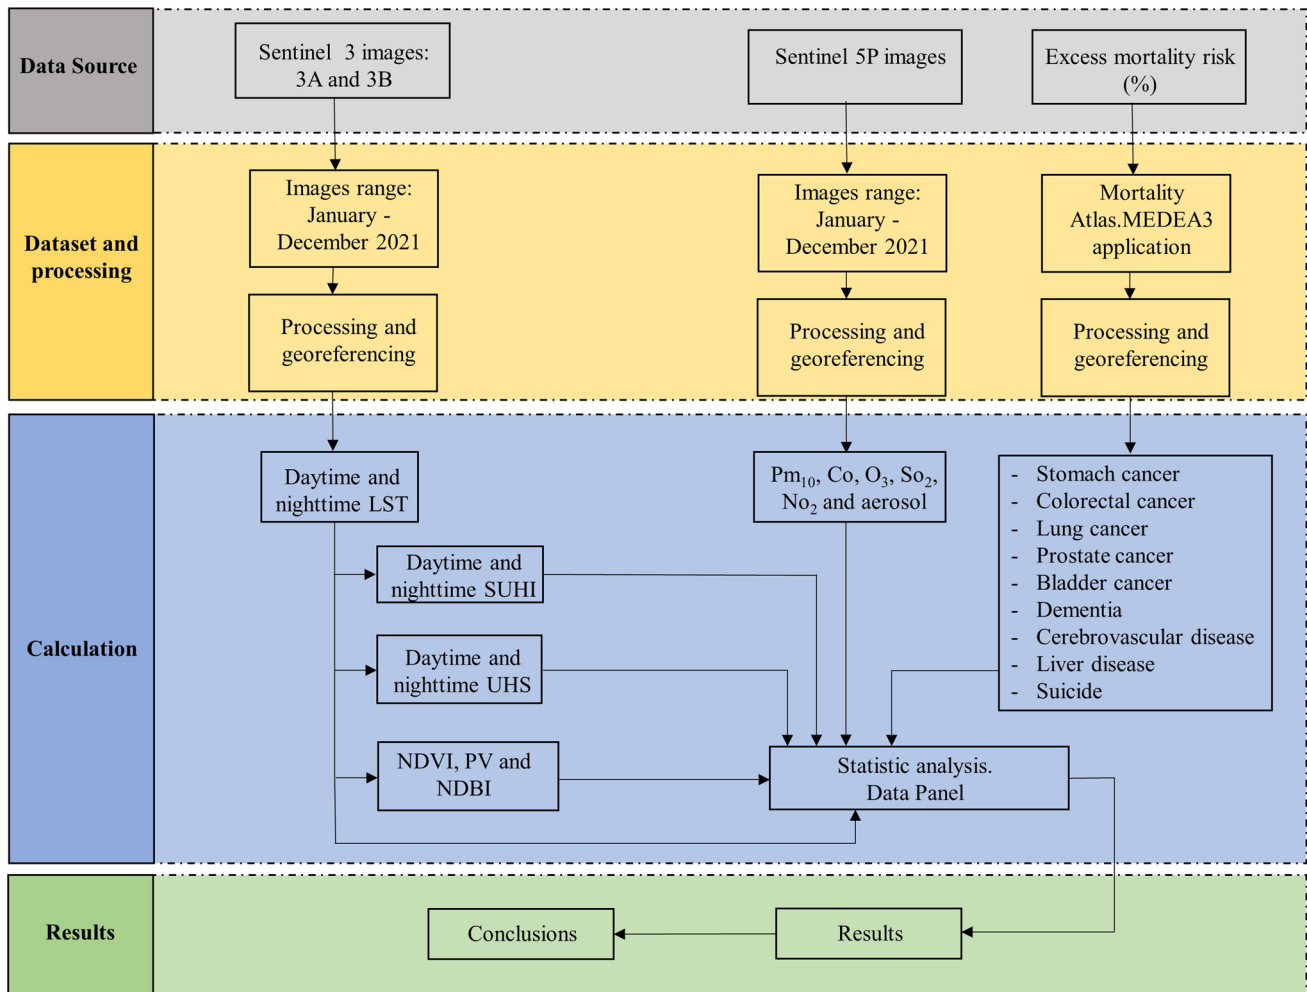 Data Source
Sentinel 3 images:
3A and 3B
Sentinel 5P images
Excess mortality risk
(%)
Dataset and
processing
Images range:
January -
December 2021
Images range:
January -
December 2021
Mortality
Atlas.MEDEA3
application
Processing and
georeferencing
Processing and
georeferencing
Processing and
georeferencing
Calculation
Daytime and
nighttime LST
Pm₁₀, Co, O₃, So₂,
No₂ and aerosol
- Stomach cancer
- Colorectal cancer
- Lung cancer
- Prostate cancer
- Bladder cancer
- Dementia
- Cerebrovascular disease
- Liver disease
- Suicide
Daytime and
nighttime SUHI
Daytime and
nighttime UHS
NDVI, PV and
NDBI
Statistic analysis.
Data Panel
Results
Conclusions
Results